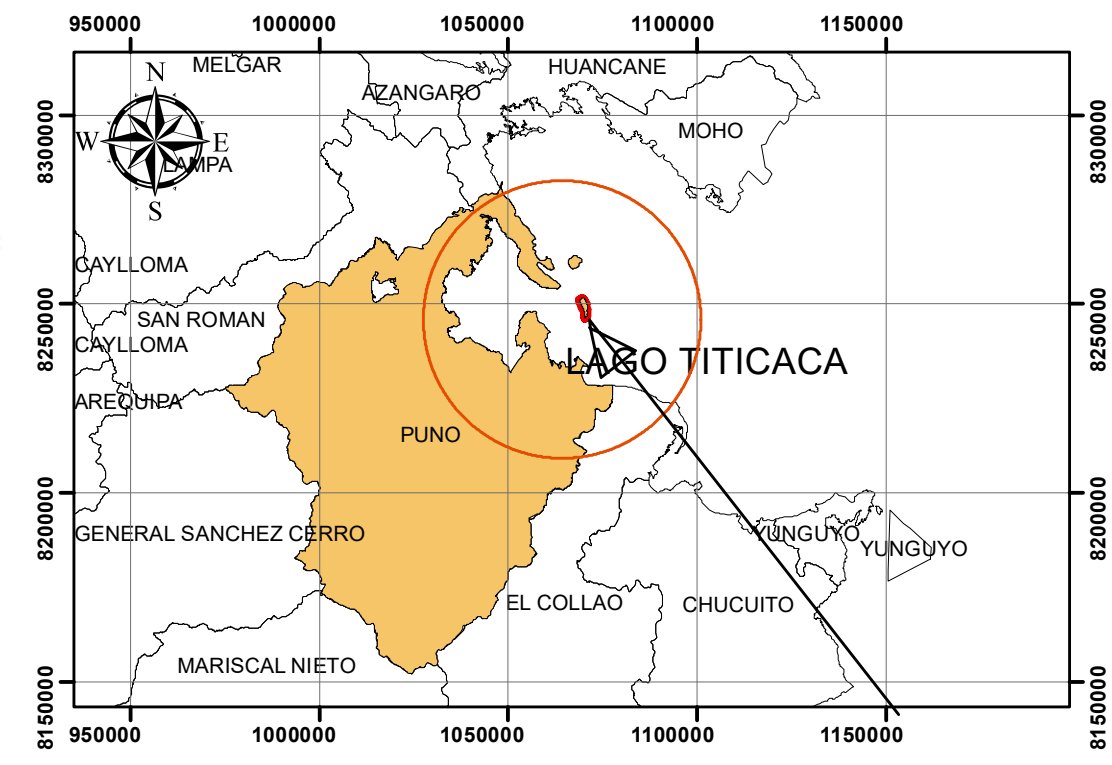 950000 1000000 1050000 1100000 1150000
MELGAR
HUANCANE
N
AZANGARO
8300000
8300000
MOHO
W
E
LAMPA
S
CAYLLOMA
8250000
8250000
SAN ROMAN
CAYLLOMA
LAGO TITICACA
AREQUIPA
PUNO
8200000
8200000
GENERAL SANCHEZ CERRO
YUNGUYO
YUNGUYO
EL COLLAO
CHUCUITO
MARISCAL NIETO
8150000
8150000
950000 1000000 1050000 1100000 1150000